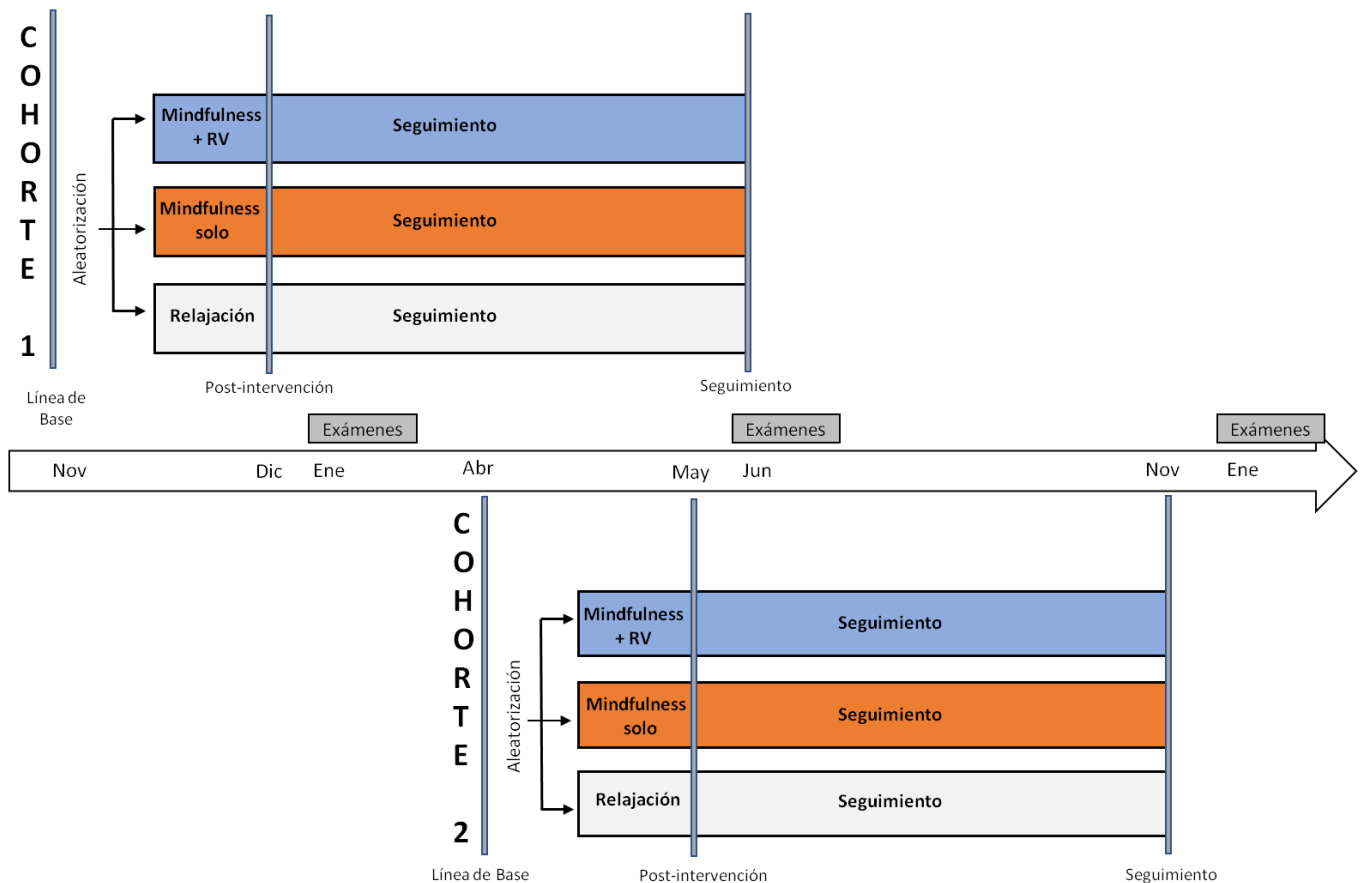 COHORTE 1
Aleatorización
Mindfulness
+ RV
Seguimiento
Mindfulness
solo
Seguimiento
Relajación
Seguimiento
Línea de
Base
Post-intervención
Seguimiento
Exámenes
Exámenes
Exámenes
Nov
Dic
Ene
Abr
May
Jun
Nov
Ene
COHORTE 2
Aleatorización
Mindfulness
+ RV
Seguimiento
Mindfulness
solo
Seguimiento
Relajación
Seguimiento
Línea de Base
Post-intervención
Seguimiento